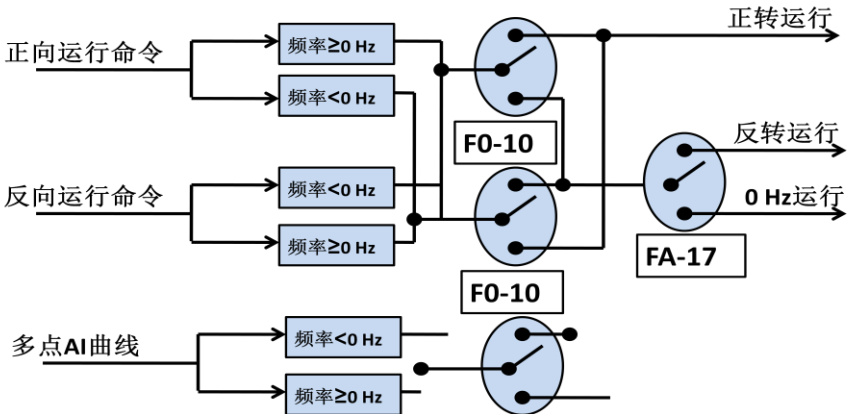 正转运行
正向运行命令
频率≥0 Hz
频率<0 Hz
F0-10
反转运行
反向运行命令
频率<0 Hz
频率≥0 Hz
0 Hz运行
FA-17
F0-10
多点AI曲线
频率<0 Hz
频率≥0 Hz